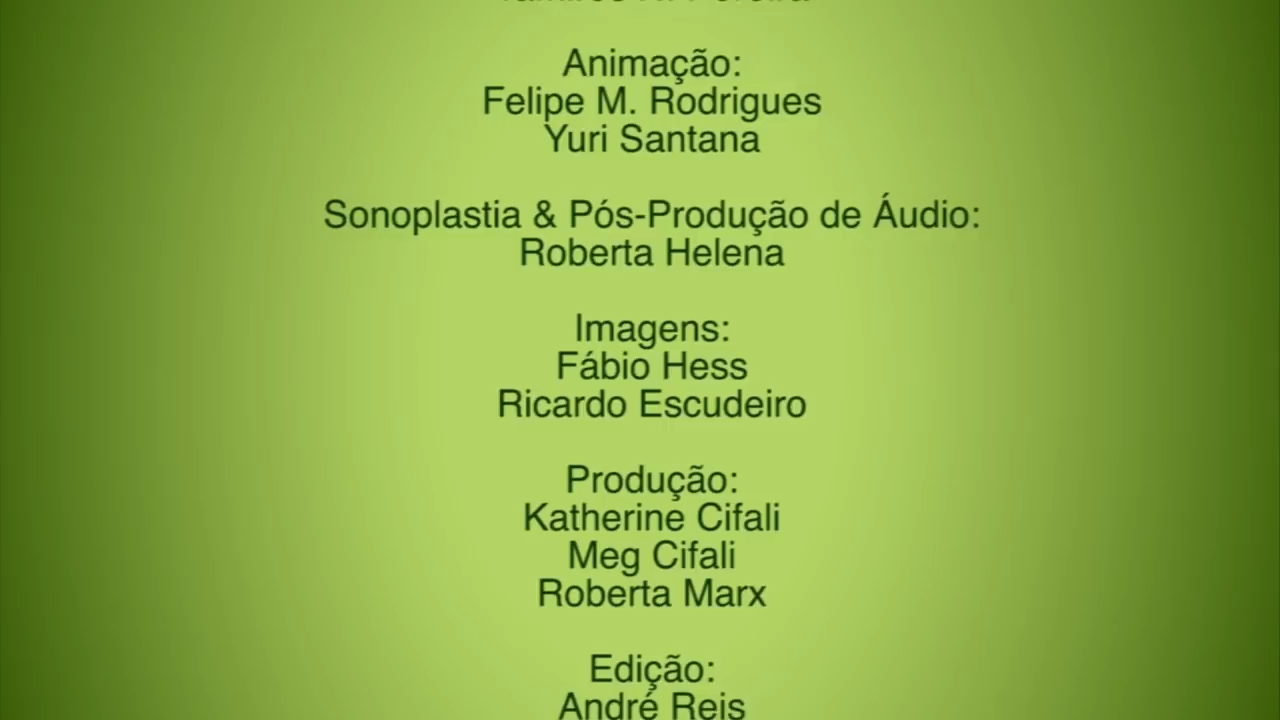 Animação:
Felipe M. Rodrigues
Yuri Santana
Sonoplastia & Pós-Produção de Áudio:
Roberta Helena
Imagens:
Fábio Hess
Ricardo Escudeiro
Produção:
Katherine Cifali
Meg Cifali
Roberta Marx
Edição:
André Reis